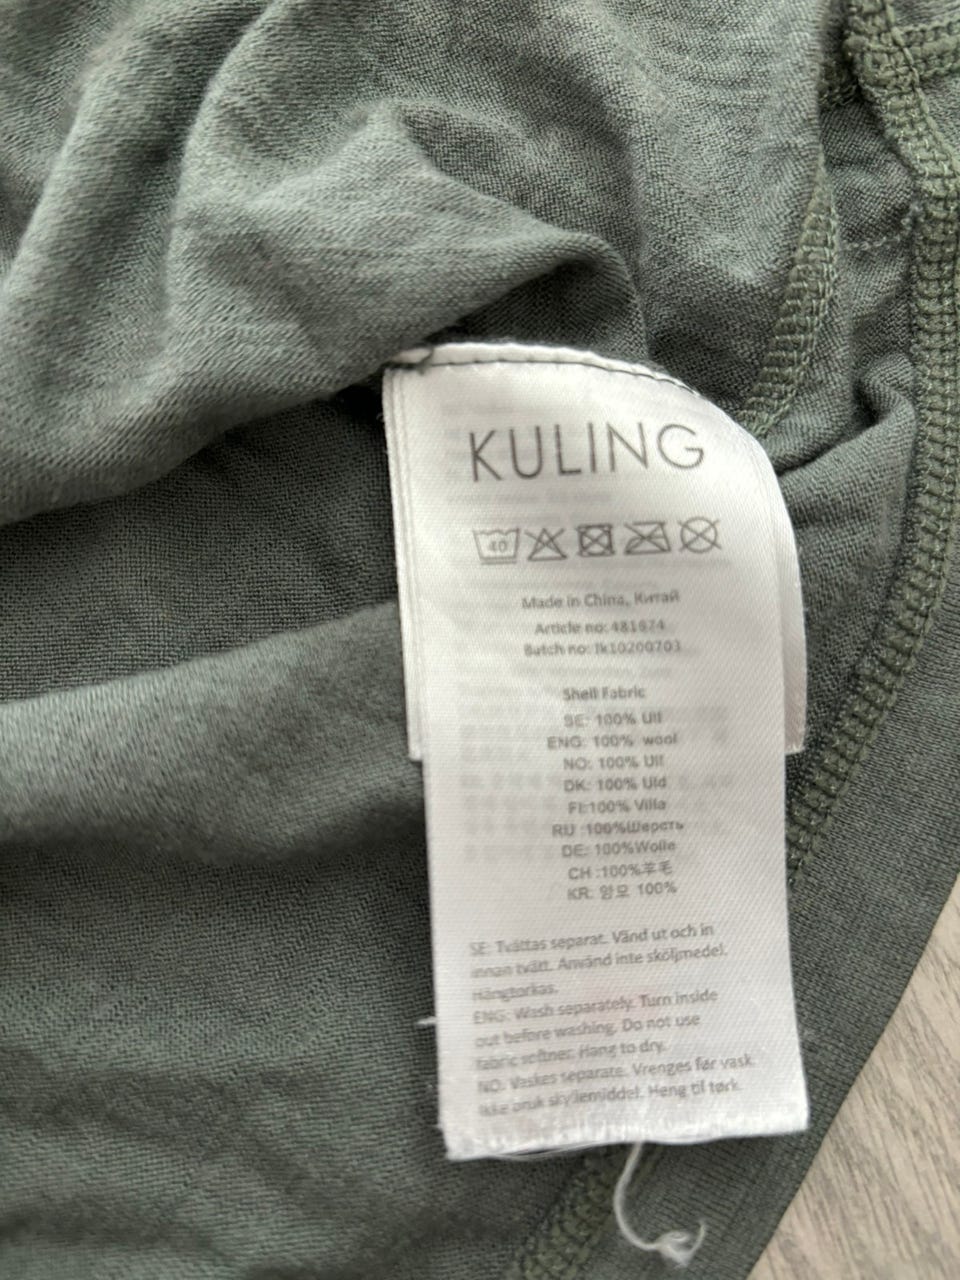 KULING
40
Made in China, Китай
Article no: 481674
Batch no: lk10200703
Shell Fabric
SE: 100% Ull
ENG: 100% wool
NO: 100% Ull
DK: 100% Uld
FI:100% Villa
RU :100%Шерсть
DE: 100%Wolle
CH :100%羊毛
KR: 양모 100%
SE: Tvättas separat. Vänd ut och in
innan tvätt. Använd inte sköljmedel.
Hängtorkas.
ENG: Wash separately. Turn inside
out before washing. Do not use
fabric softner. Hang to dry.
NO: Vaskes separate. Vrenges før vask.
Ikke bruk skyllemiddel. Heng til tørk.